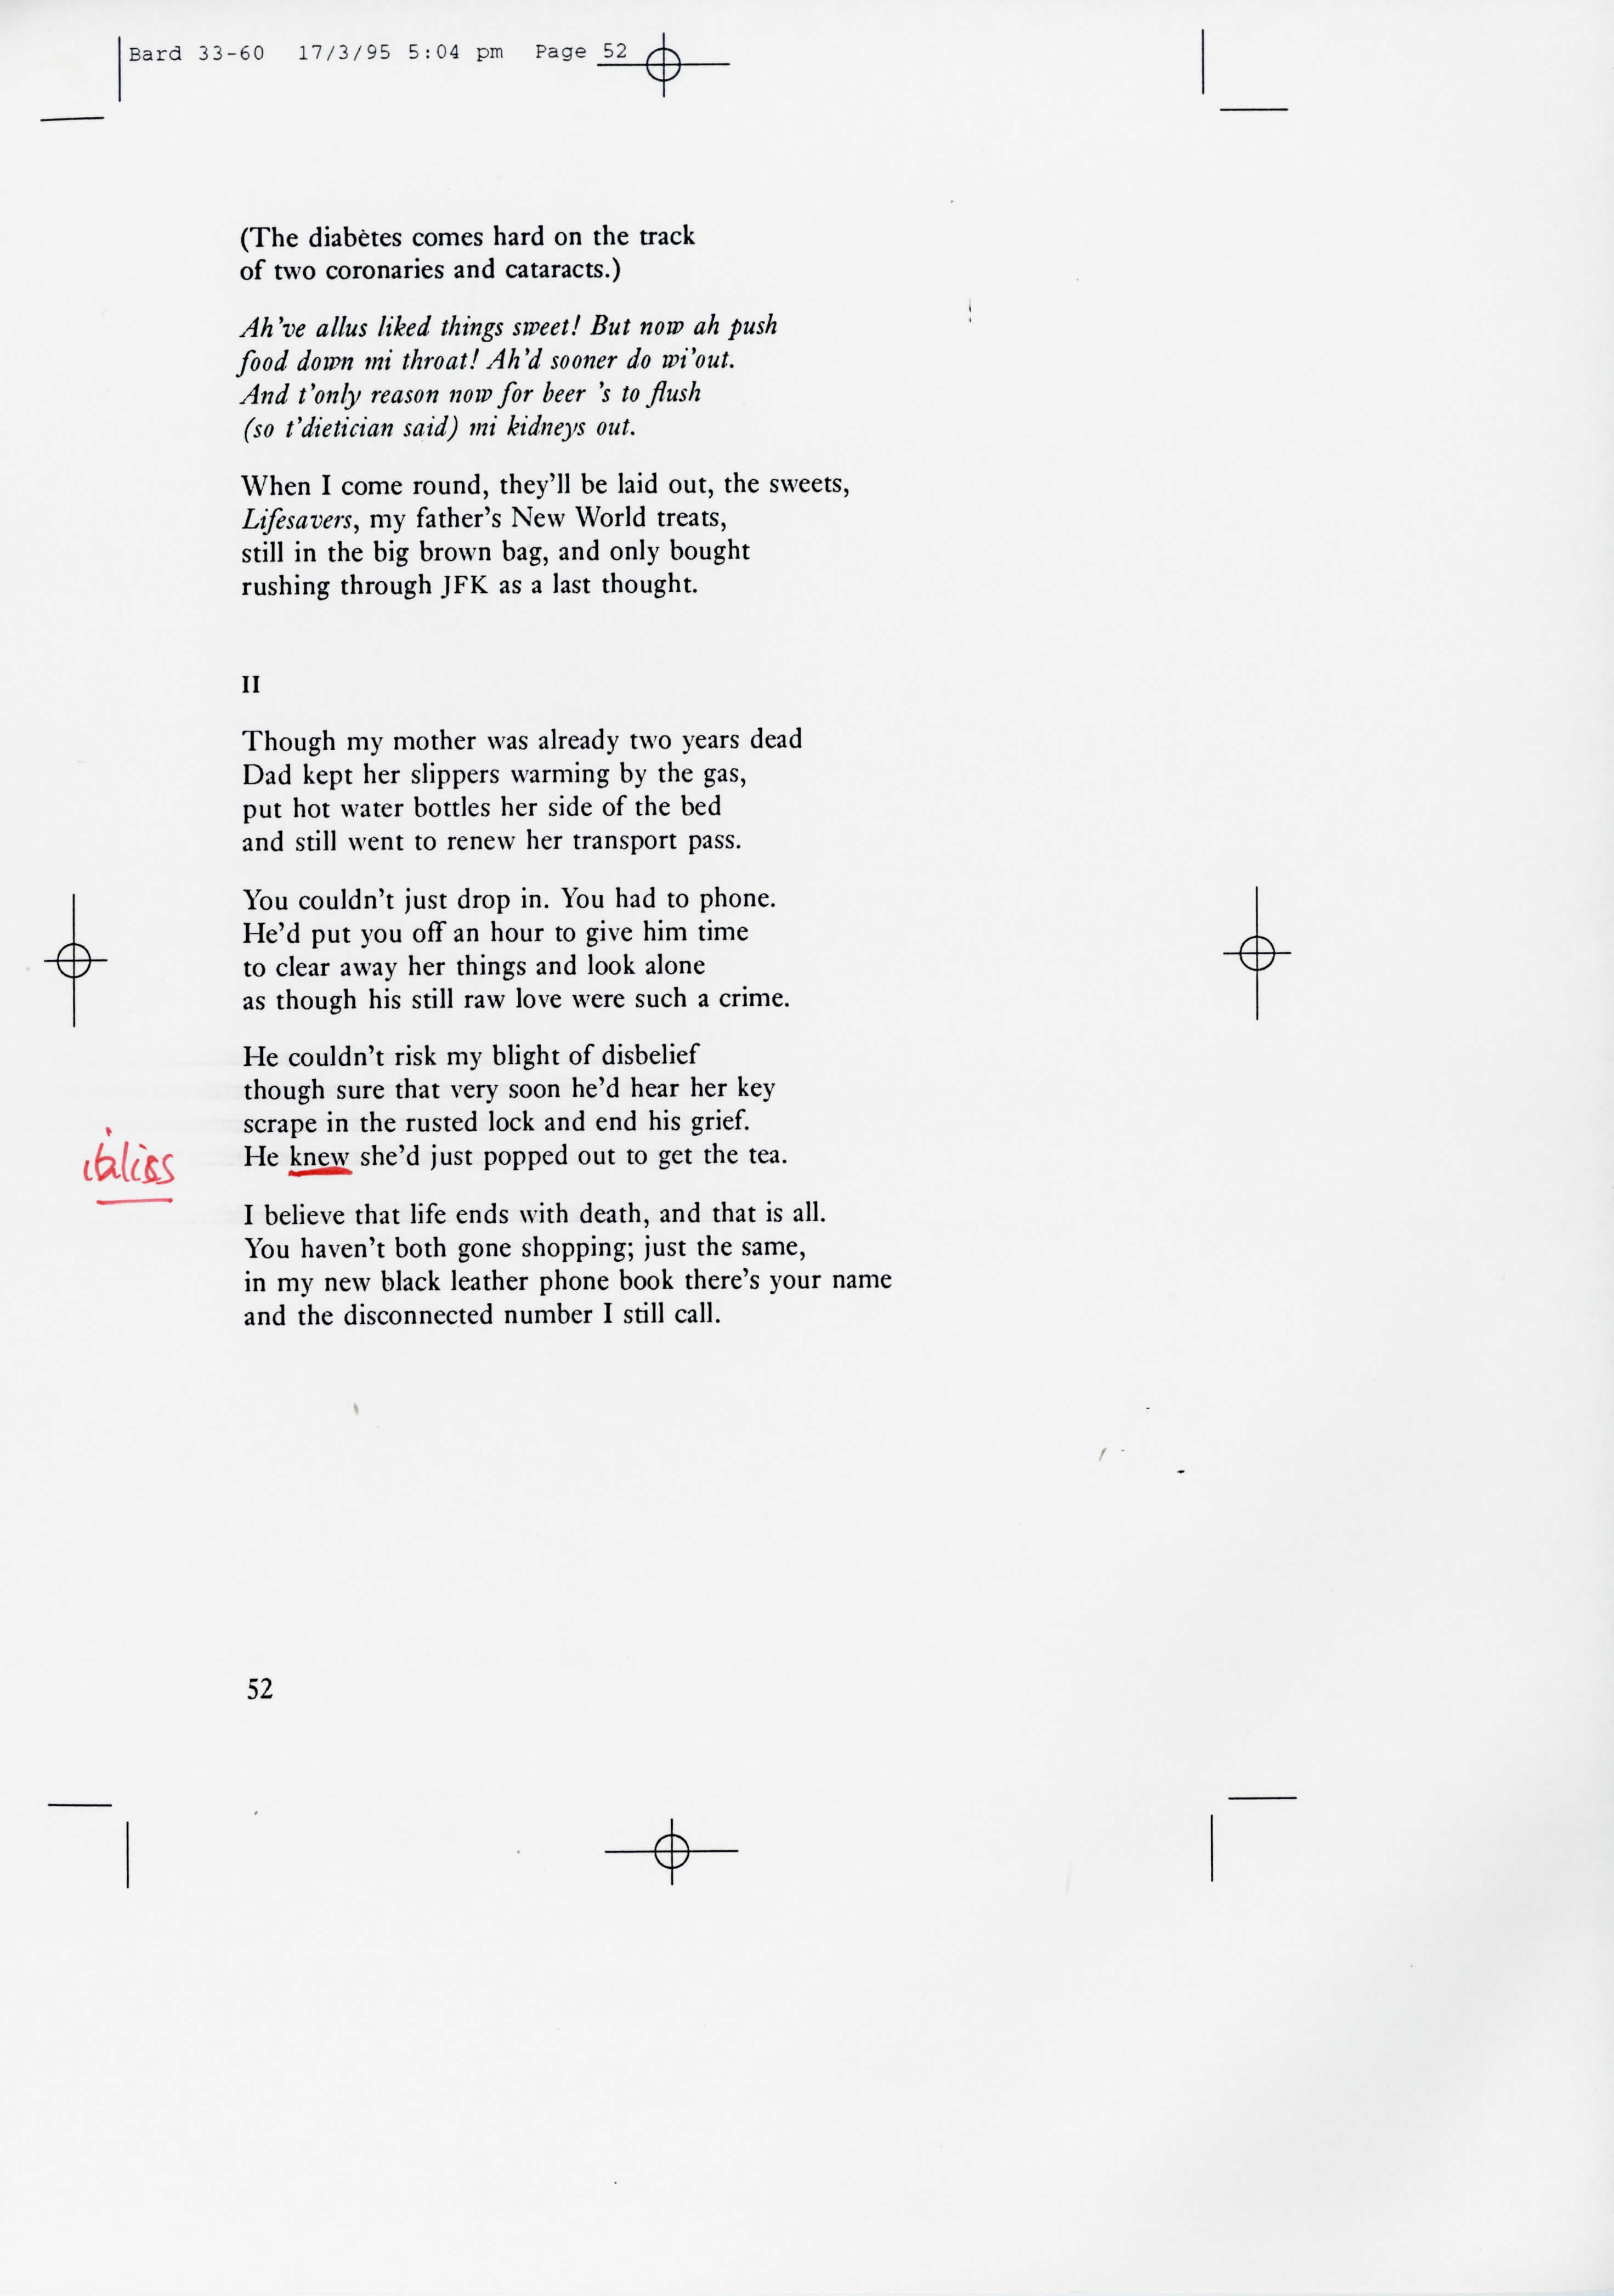 Bard 33-60 17/3/95 5:04 pm Page 52
(The diabètes comes hard on the track
of two coronaries and cataracts.)
Ah've allus liked things sweet! But now ah push
food down mi throat! Ah'd sooner do wi'out.
And t'only reason now for beer 's to flush
(so t'dietician said) mi kidneys out.
When I come round, they'll be laid out, the sweets,
Lifesavers, my father's New World treats,
still in the big brown bag, and only bought
rushing through JFK as a last thought.
II
Though my mother was already two years dead
Dad kept her slippers warming by the gas,
put hot water bottles her side of the bed
and still went to renew her transport pass.
You couldn't just drop in. You had to phone.
He'd put you off an hour to give him time
to clear away her things and look alone
as though his still raw love were such a crime.
He couldn't risk my blight of disbelief
though sure that very soon he'd hear her key
scrape in the rusted lock and end his grief.
He knew she'd just popped out to get the tea.
I believe that life ends with death, and that is all.
You haven't both gone shopping; just the same,
in my new black leather phone book there's your name
and the disconnected number I still call.
52